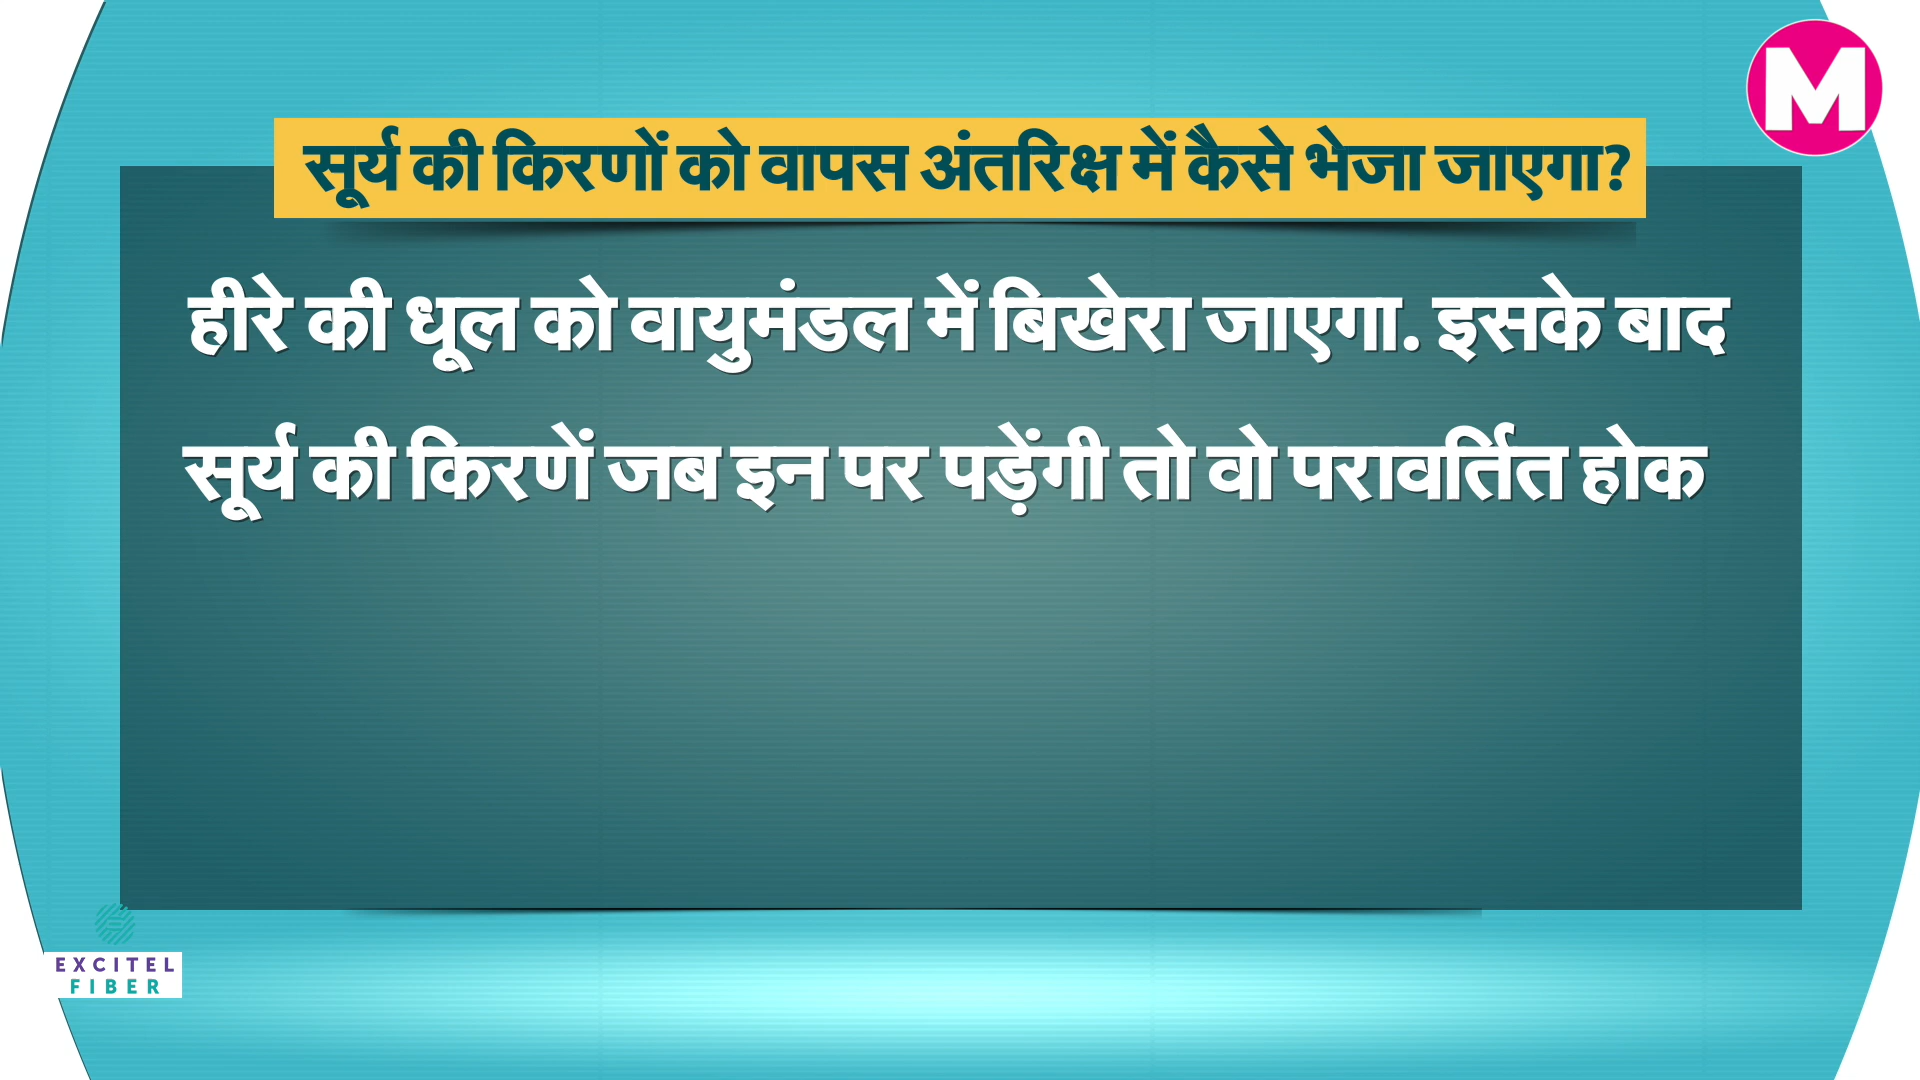 M
सूर्य की किरणों को वापस अंतरिक्ष में कैसे भेजा जाएगा?
हीरे की धूल को वायुमंडल में बिखेरा जाएगा. इसके बाद
सूर्य की किरणें जब इन पर पड़ेंगी तो वो परावर्तित होक
EXCITEL
FIBER